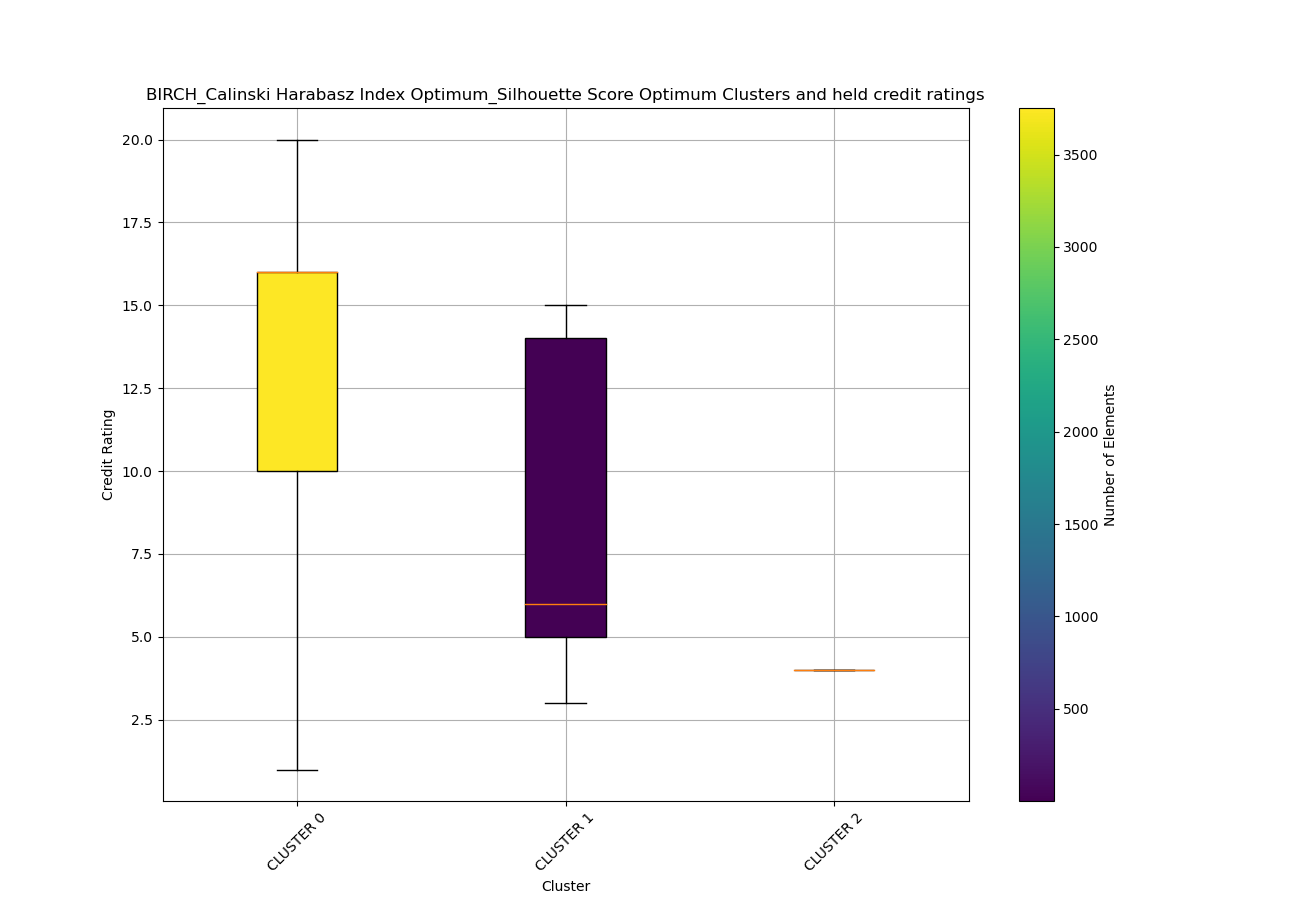 BIRCH_Calinski Harabasz Index Optimum_Silhouette Score Optimum Clusters and held credit ratings
20.0
17.5
15.0
12.5
10.0
7.5
5.0
2.5
Credit Rating
CLUSTER 0
CLUSTER 1
CLUSTER 2
Cluster
3500
3000
2500
2000
1500
1000
500
Number of Elements